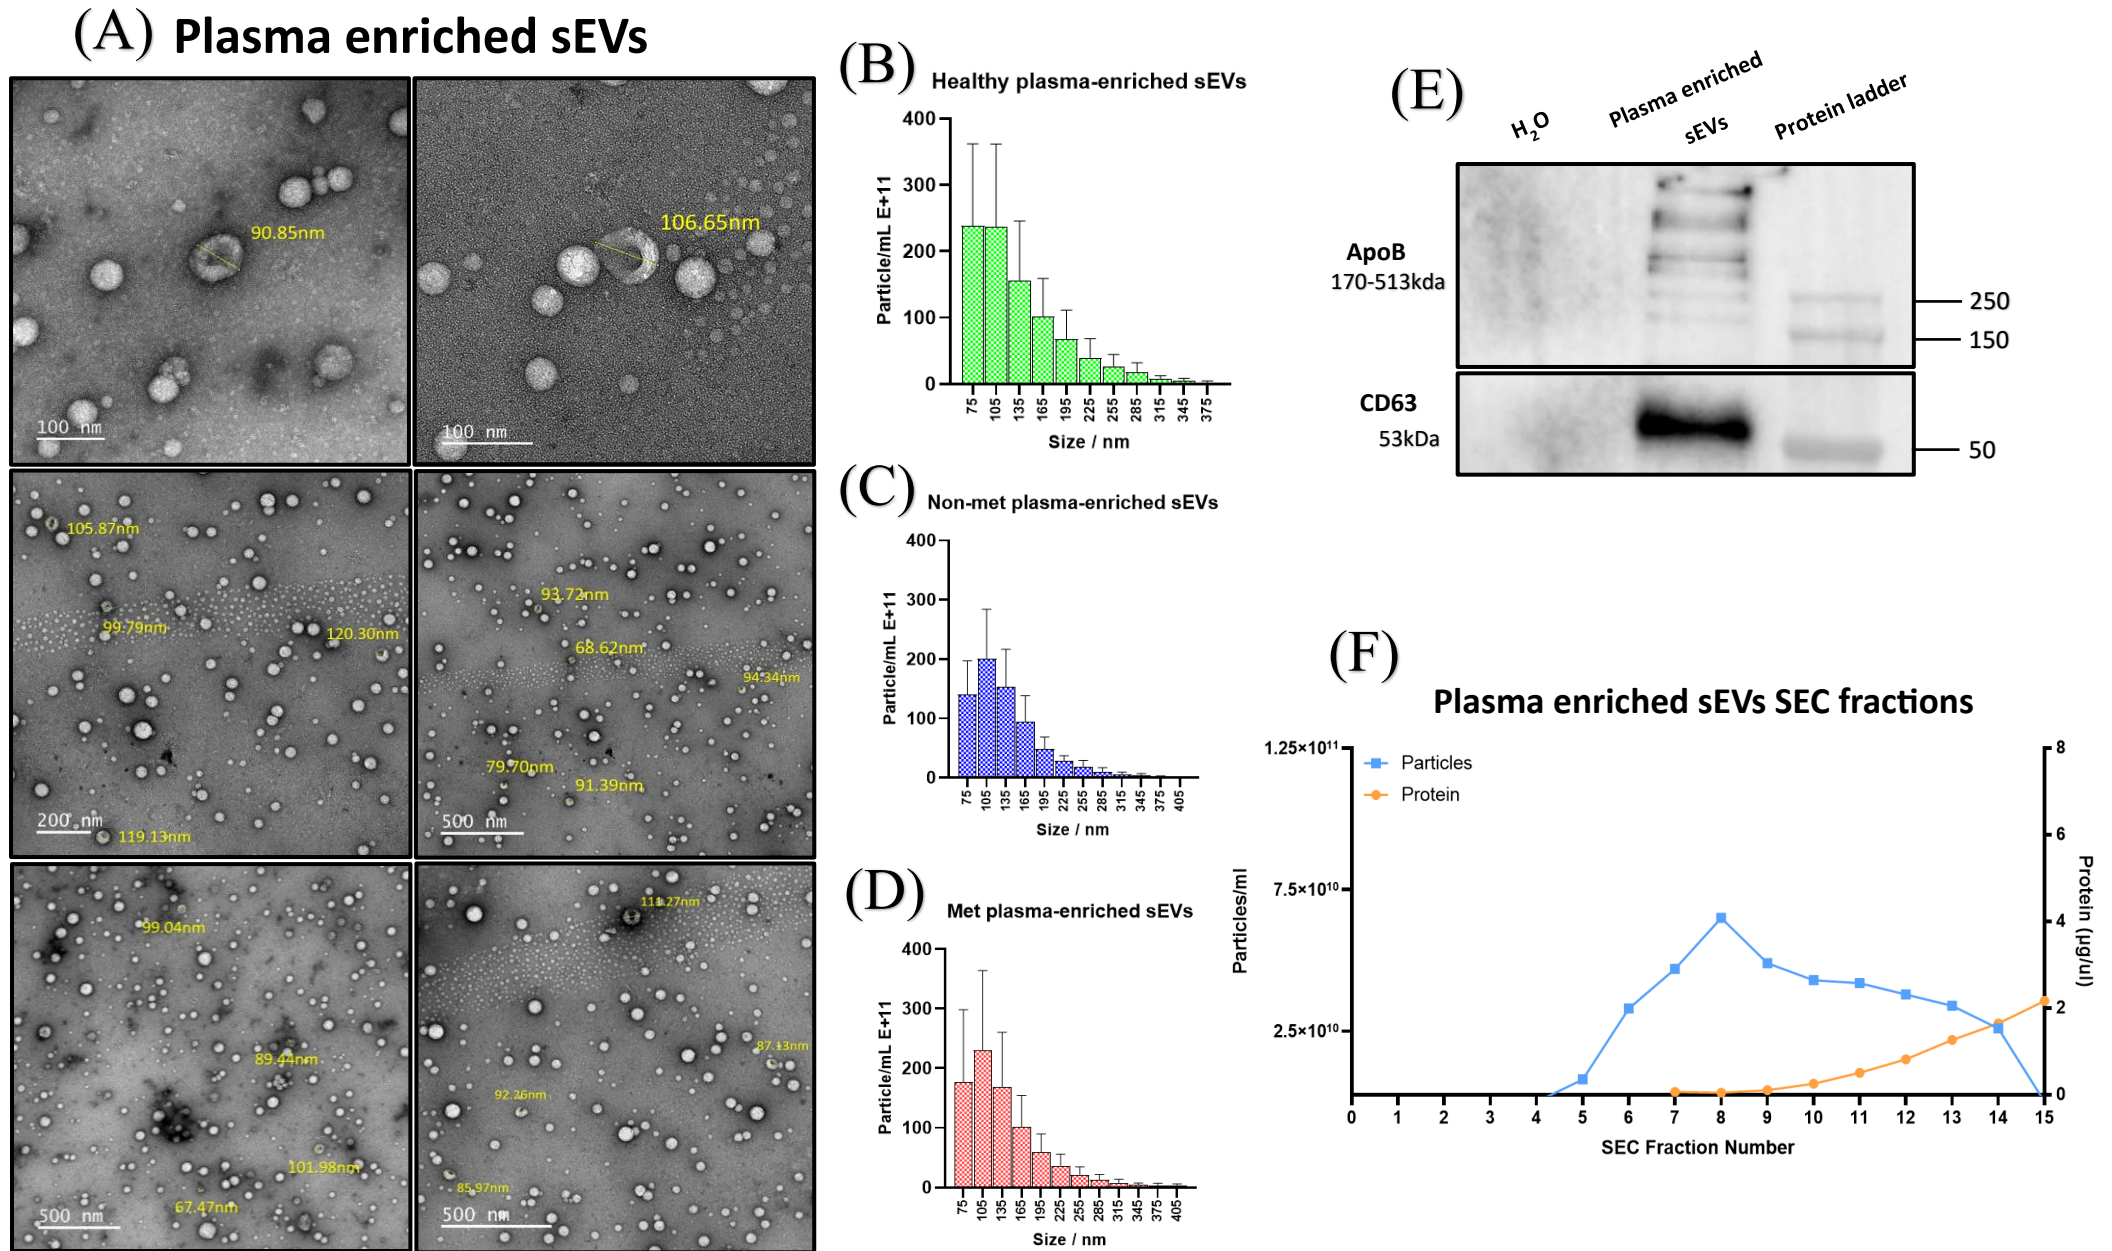 (A) Plasma enriched sEVs
90.85nm
100 nm
106.65nm
100 nm
105.87nm
99.79nm
120.30nm
200 nm
119.13nm
93.72nm
68.62nm
94.34nm
79.70nm
91.39nm
500 nm
99.04nm
89.44nm
101.98nm
67.47nm
500 nm
111.27nm
87.13nm
92.26nm
85.97nm
500 nm
(B)
Healthy plasma-enriched sEVs
Particle/mL E+11
400
300
200
100
0
75 105 135 165 195 225 255 285 315 345 375
Size / nm
(C)
Non-met plasma-enriched sEVs
Particle/mL E+11
400
300
200
100
0
75 105 135 165 195 225 255 285 315 345 375 405
Size / nm
(D)
Met plasma-enriched sEVs
Particle/mL E+11
400
300
200
100
0
75 105 135 165 195 225 255 285 315 345 375 405
Size / nm
(E)
H2O
Plasma enriched
sEVs
Protein ladder
ApoB
170-513kda
250
150
CD63
53kDa
50
(F)
Plasma enriched sEVs SEC fractions
Particles
Protein
Particles/ml
1.25×10¹¹
7.5×10¹⁰
2.5×10¹⁰
Protein (µg/ul)
8
6
4
2
0
0 1 2 3 4 5 6 7 8 9 10 11 12 13 14 15
SEC Fraction Number